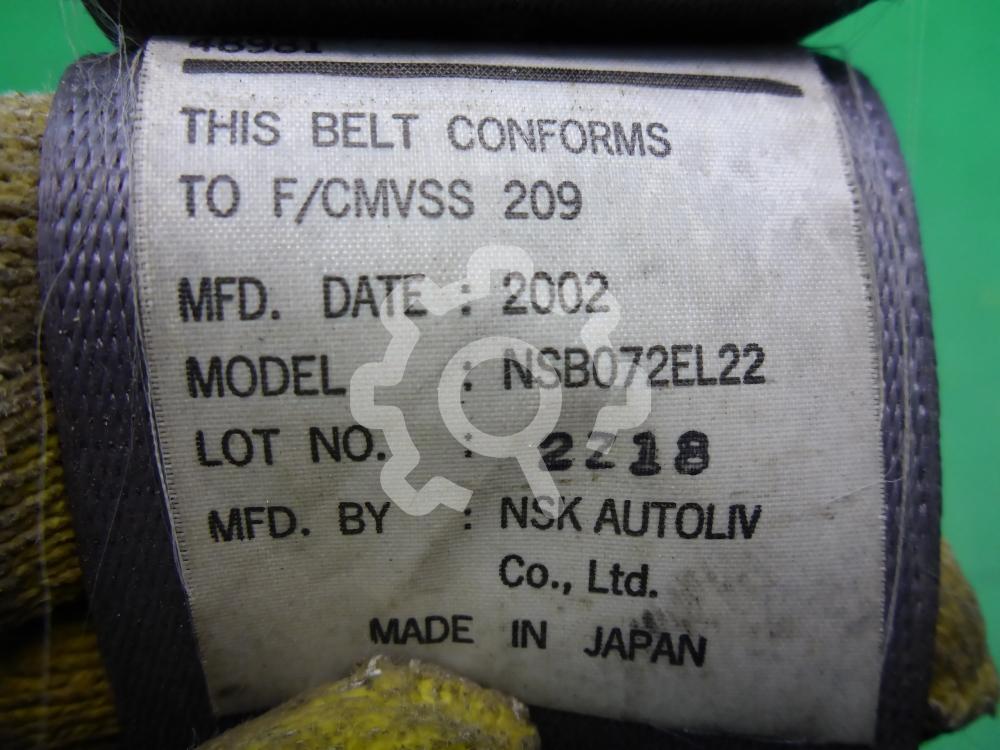 48981
THIS BELT CONFORMS
TO F/CMVSS 209
MFD. DATE : 2002
MODEL : NSB072EL22
LOT NO. : 2218
MFD. BY : NSK AUTOLIV
Co., Ltd.
MADE IN JAPAN